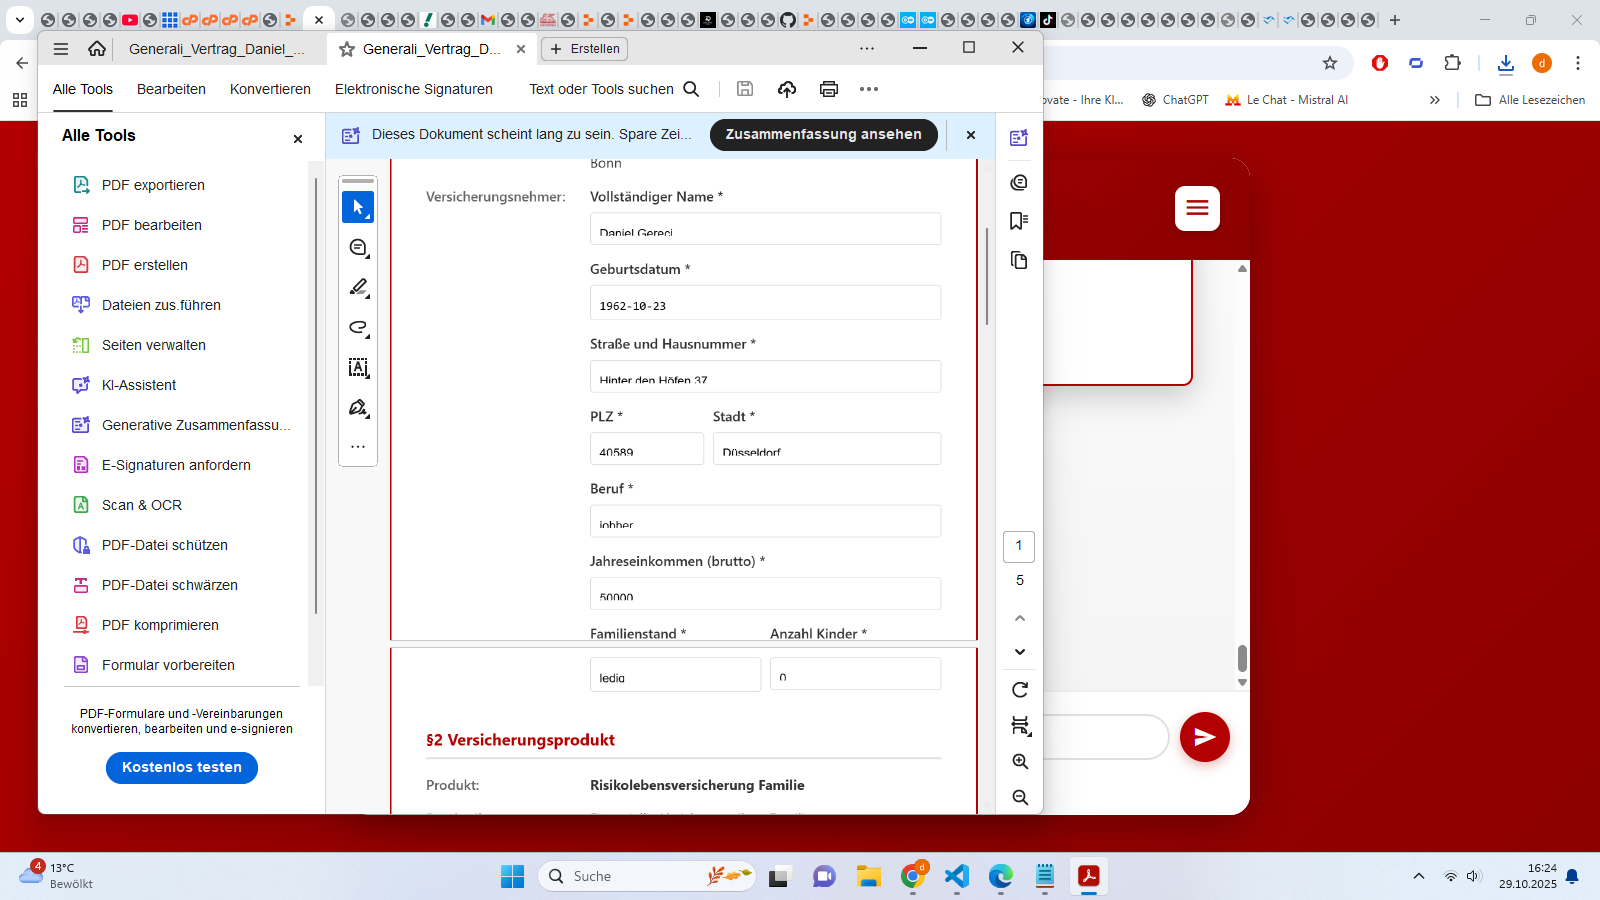 Generali_Vertrag_Daniel_...
Generali_Vertrag_D...
Erstellen
Alle Tools
Bearbeiten
Konvertieren
Elektronische Signaturen
Text oder Tools suchen
ovate - Ihre KI...
ChatGPT
Le Chat - Mistral AI
Alle Lesezeichen
d
Alle Tools
PDF exportieren
PDF bearbeiten
PDF erstellen
Dateien zus.führen
Seiten verwalten
KI-Assistent
Generative Zusammenfassu...
E-Signaturen anfordern
Scan & OCR
PDF-Datei schützen
PDF-Datei schwärzen
PDF komprimieren
Formular vorbereiten
PDF-Formulare und -Vereinbarungen
konvertieren, bearbeiten und e-signieren
Kostenlos testen
Dieses Dokument scheint lang zu sein. Spare Zei...
Zusammenfassung ansehen
Bonn
Versicherungsnehmer:
Vollständiger Name *
Daniel Gereci
Geburtsdatum *
1962-10-23
Straße und Hausnummer *
Hinter den Höfen 37
PLZ *
Stadt *
40589
Düsseldorf
Beruf *
jobber
Jahreseinkommen (brutto) *
50000
Familienstand *
Anzahl Kinder *
ledig
0
§2 Versicherungsprodukt
Produkt:
Risikolebensversicherung Familie
1
5
4
13°C
Bewölkt
Suche
d
16:24
29.10.2025